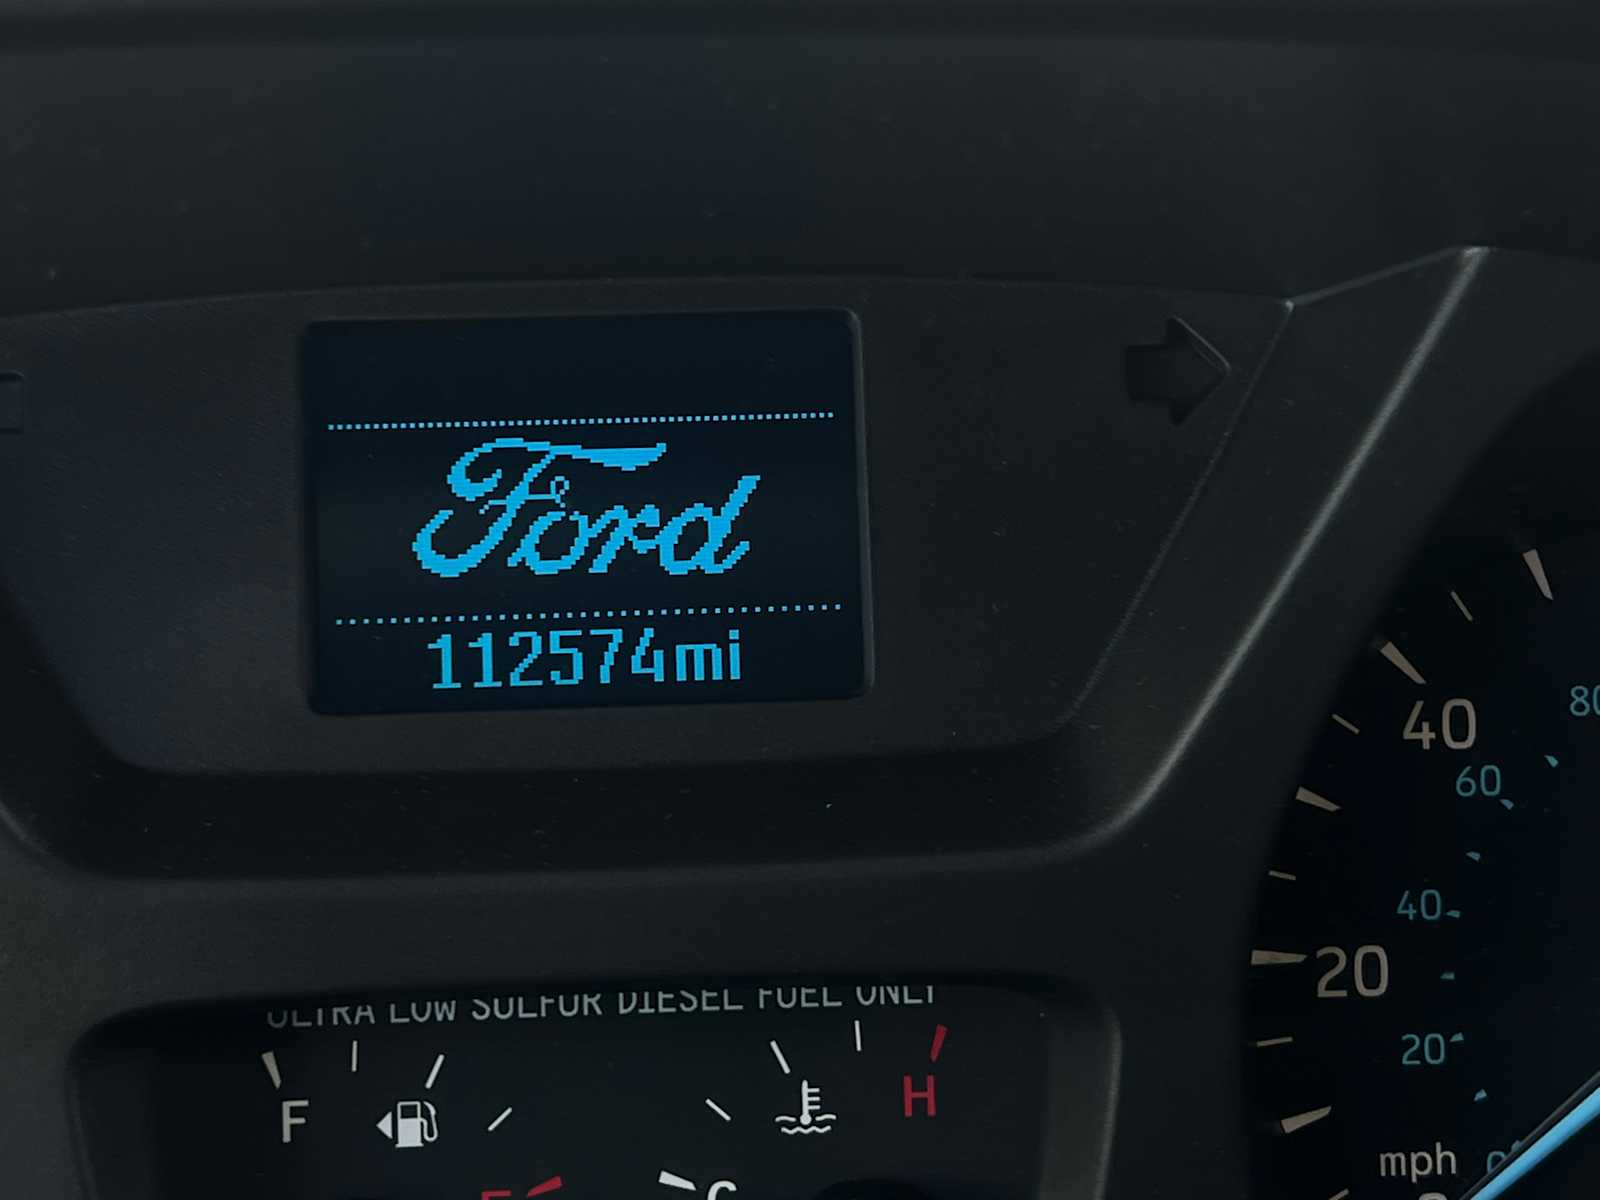 Ford
112574mi
80
40
60
40
20
20
ULTRA LOW SULFUR DIESEL FUEL ONLY
F
H
mph